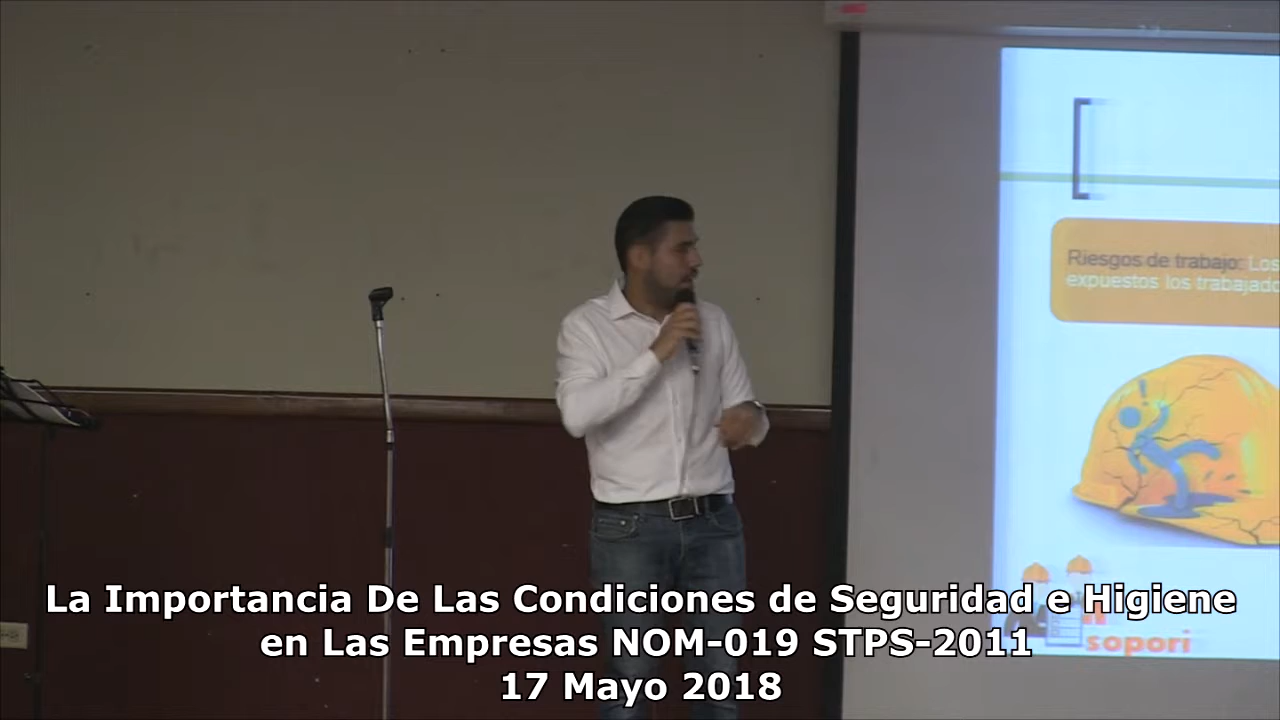 Riesgos de trabajo: Los
expuestos los trabajado
La Importancia De Las Condiciones de Seguridad e Higiene
en Las Empresas NOM-019 STPS-2011
17 Mayo 2018
sopori